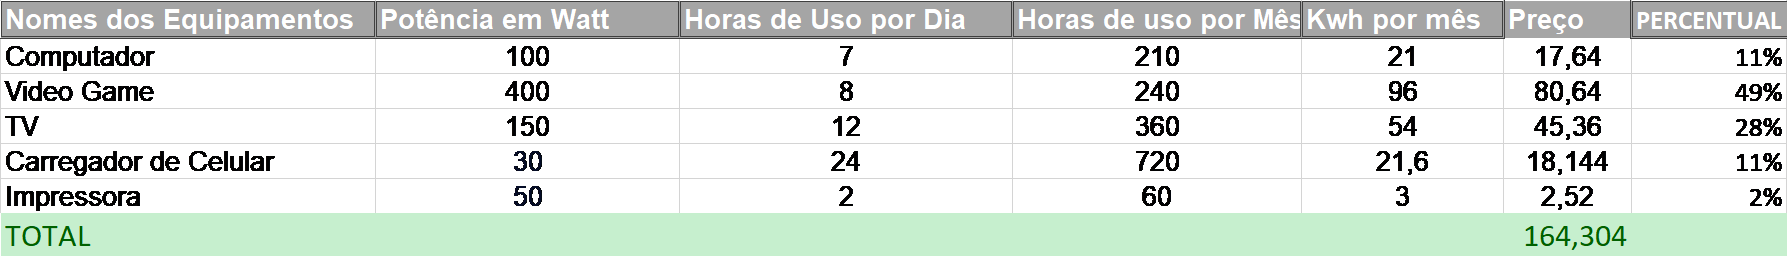 Nomes dos Equipamentos Potência em Watt Horas de Uso por Dia Horas de uso por Mês Kwh por mês Preço PERCENTUAL
Computador 100 7 210 21 17,64 11%
Video Game 400 8 240 96 80,64 49%
TV 150 12 360 54 45,36 28%
Carregador de Celular 30 24 720 21,6 18,144 11%
Impressora 50 2 60 3 2,52 2%
TOTAL 164,304